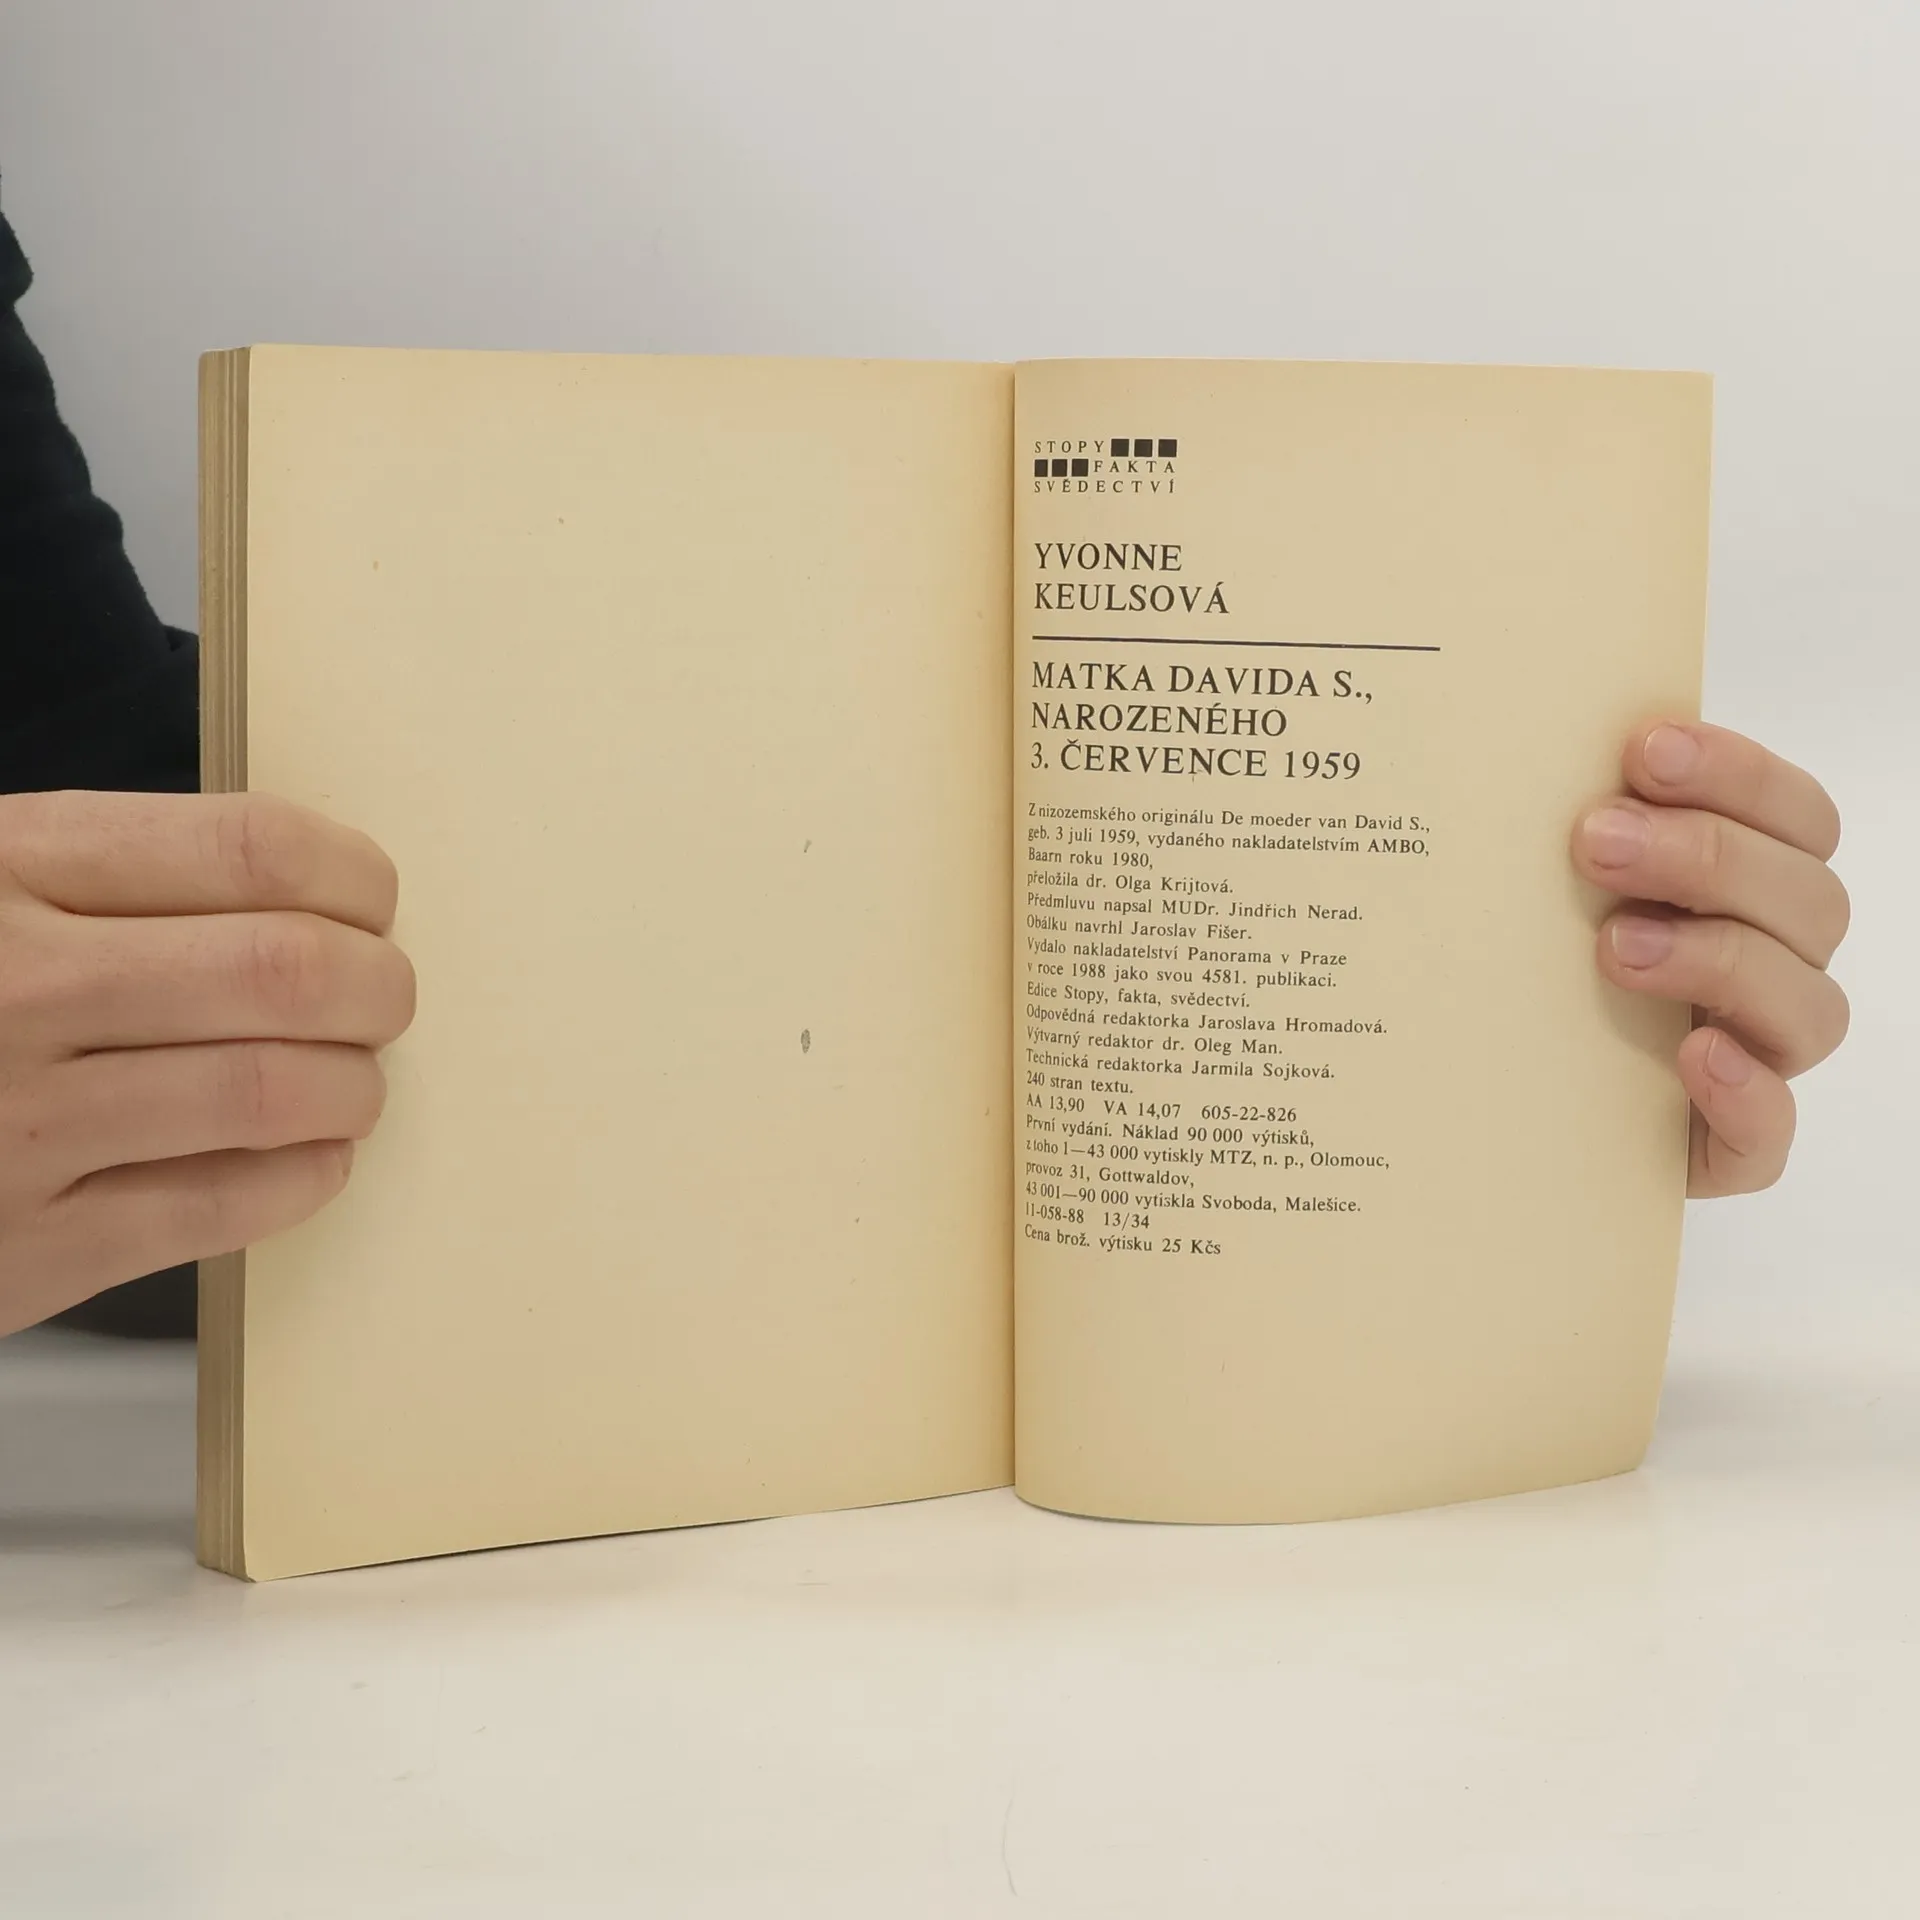 STOPY
FAKTA
SVĚDECTVÍ
YVONNE
KEULSOVÁ
MATKA DAVIDA S.,
NAROZENÉHO
3. ČERVENCE 1959
Z nizozemského originálu De moeder van David S.,
geb. 3 juli 1959, vydaného nakladatelstvím AMBO,
Baarn roku 1980,
přeložila dr. Olga Krijtová.
Předmluvu napsal MUDr. Jindřich Nerad.
Obálku navrhl Jaroslav Fišer.
Vydalo nakladatelství Panorama v Praze
v roce 1988 jako svou 4581. publikaci.
Edice Stopy, fakta, svědectví.
Odpovědná redaktorka Jaroslava Hromadová.
Výtvarný redaktor dr. Oleg Man.
Technická redaktorka Jarmila Sojková.
240 stran textu.
AA 13,90 VA 14,07 605-22-826
První vydání. Náklad 90 000 výtisků,
z toho 1—43 000 vytiskly MTZ, n. p., Olomouc,
provoz 31, Gottwaldov,
43 001—90 000 vytiskla Svoboda, Malešice.
11-058-88 13/34
Cena brož. výtisku 25 Kčs